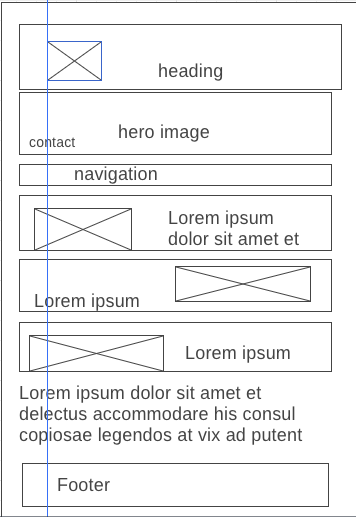 heading
hero image
contact
navigation
Lorem ipsum
dolor sit amet et
Lorem ipsum
Lorem ipsum
Lorem ipsum dolor sit amet et
delectus accommodare his consul
copiosae legendos at vix ad putent
Footer